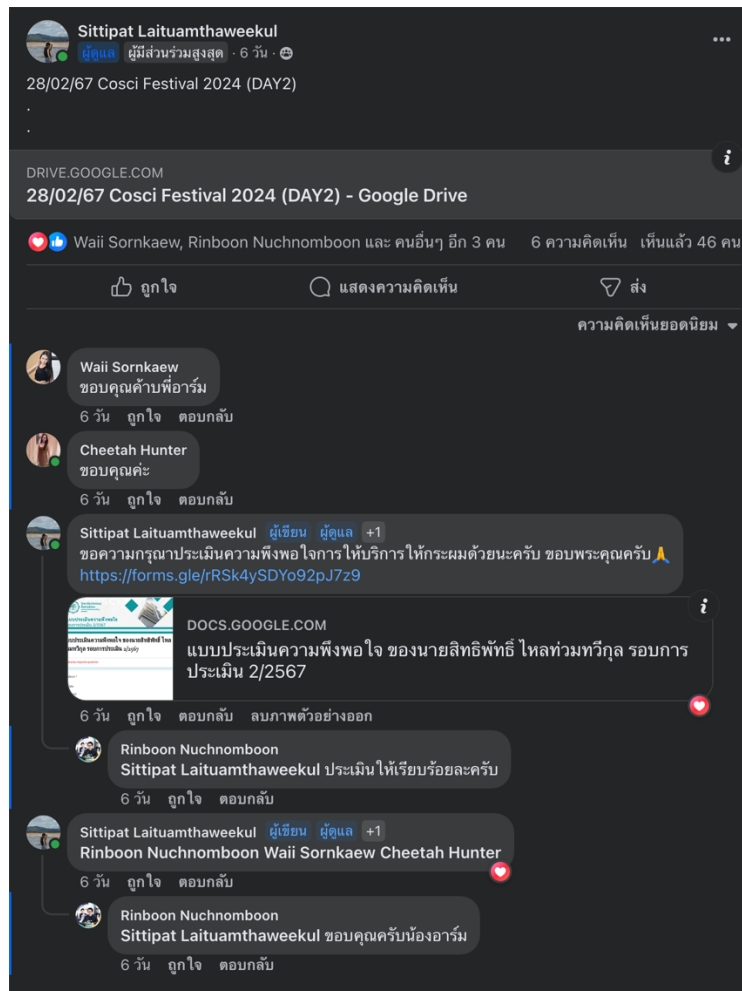 Sittipat Laituamthaweekul
ผู้ดูแล ผู้มีส่วนร่วมสูงสุด · 6 วัน ·
28/02/67 Cosci Festival 2024 (DAY2)
.
.
DRIVE.GOOGLE.COM
28/02/67 Cosci Festival 2024 (DAY2) - Google Drive
Waii Sornkaew, Rinboon Nuchnomboon และ คนอื่นๆ อีก 3 คน 6 ความคิดเห็น เห็นแล้ว 46 คน
ถูกใจ แสดงความคิดเห็น ส่ง
ความคิดเห็นยอดนิยม
Waii Sornkaew
ขอบคุณค้าบพี่อาร์ม
6 วัน ถูกใจ ตอบกลับ
Cheetah Hunter
ขอบคุณค่ะ
6 วัน ถูกใจ ตอบกลับ
Sittipat Laituamthaweekul ผู้เขียน ผู้ดูแล +1
ขอความกรุณาประเมินความพึงพอใจการให้บริการให้กระผมด้วยนะครับ ขอบพระคุณครับ🙏
https://forms.gle/rRSk4ySDYo92pJ7z9
DOCS.GOOGLE.COM
แบบประเมินความพึงพอใจ ของนายสิทธิพัทธิ์ ไหลท่วมทวีกุล รอบการ
ประเมิน 2/2567
6 วัน ถูกใจ ตอบกลับ ลบภาพตัวอย่างออก
Rinboon Nuchnomboon
Sittipat Laituamthaweekul ประเมินให้เรียบร้อยละครับ
6 วัน ถูกใจ ตอบกลับ
Sittipat Laituamthaweekul ผู้เขียน ผู้ดูแล +1
Rinboon Nuchnomboon Waii Sornkaew Cheetah Hunter
6 วัน ถูกใจ ตอบกลับ
Rinboon Nuchnomboon
Sittipat Laituamthaweekul ขอบคุณครับน้องอาร์ม
6 วัน ถูกใจ ตอบกลับ